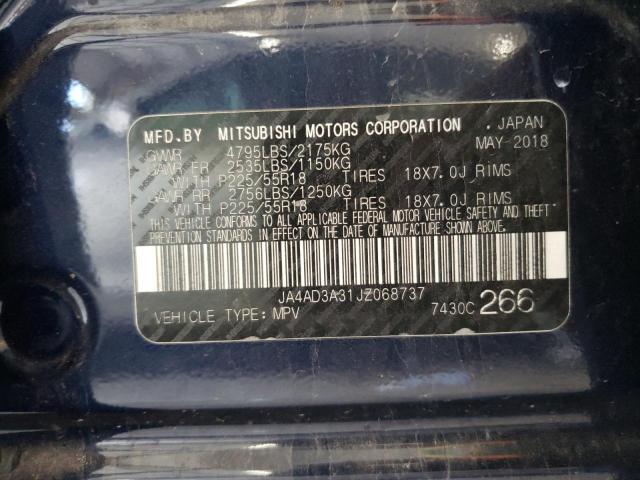 MFD.BY MITSUBISHI MOTORS CORPORATION . JAPAN
GVWR 4795LBS/2175KG MAY-2018
GAWR FR 2535LBS/1150KG
WITH P225/55R18 TIRES 18X7.0J RIMS
GAWR RR 2756LBS/1250KG
WITH P225/55R18 TIRES 18X7.0J RIMS
THIS VEHICLE CONFORMS TO ALL APPLICABLE FEDERAL MOTOR VEHICLE SAFETY AND THEFT
PREVENTION STANDARDS IN EFFECT ON THE DATE OF MANUFACTURE SHOWN ABOVE.
JA4AD3A31JZ068737
VEHICLE TYPE: MPV 7430C 266